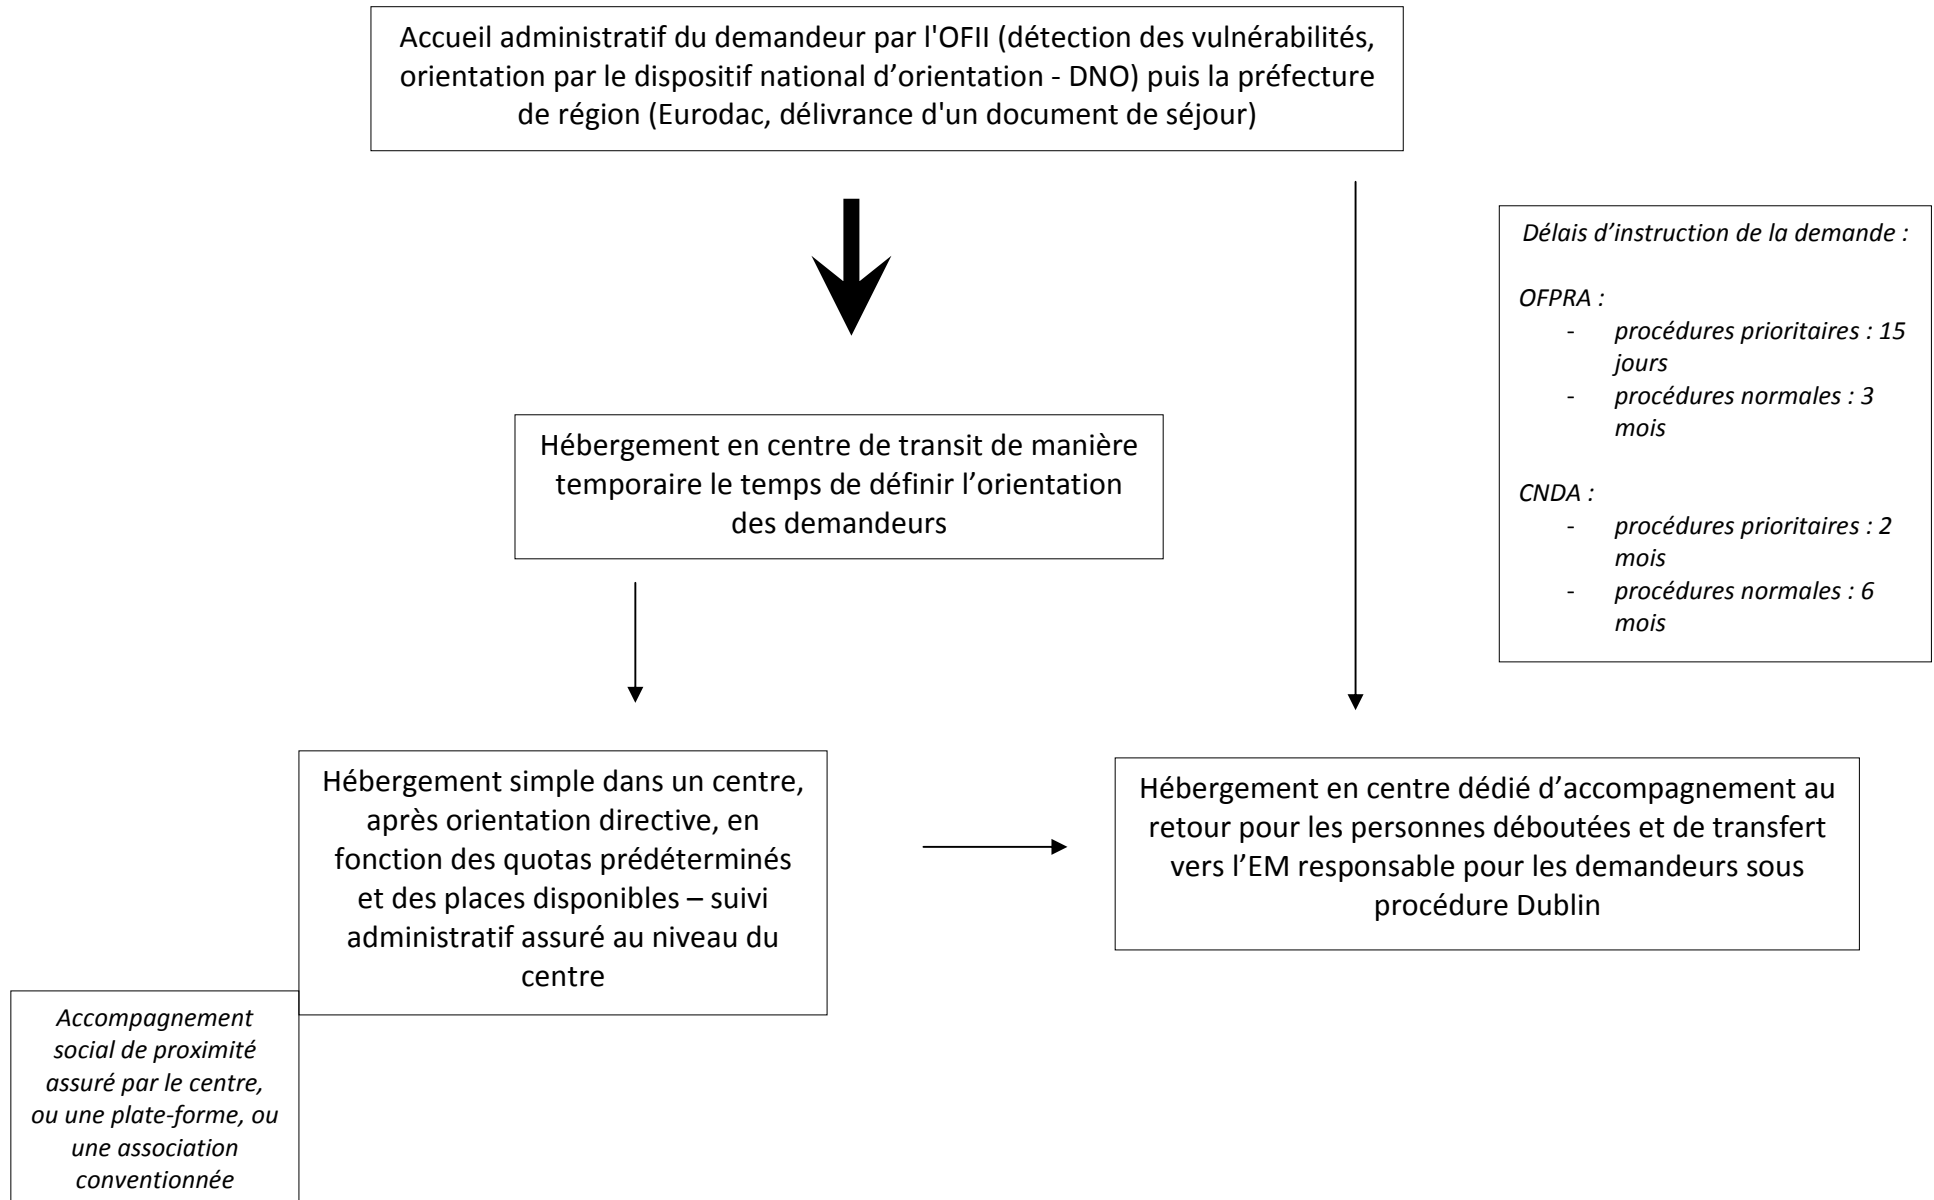 Accueil administratif du demandeur par l'OFII (détection des vulnérabilités,
orientation par le dispositif national d’orientation - DNO) puis la préfecture
de région (Eurodac, délivrance d'un document de séjour)
Délais d’instruction de la demande :
OFPRA :
- procédures prioritaires : 15
jours
- procédures normales : 3
mois
CNDA :
- procédures prioritaires : 2
mois
- procédures normales : 6
mois
Hébergement en centre de transit de manière
temporaire le temps de définir l’orientation
des demandeurs
Hébergement simple dans un centre,
après orientation directive, en
fonction des quotas prédéterminés
et des places disponibles – suivi
administratif assuré au niveau du
centre
Hébergement en centre dédié d’accompagnement au
retour pour les personnes déboutées et de transfert
vers l’EM responsable pour les demandeurs sous
procédure Dublin
Accompagnement
social de proximité
assuré par le centre,
ou une plate-forme, ou
une association
conventionnée